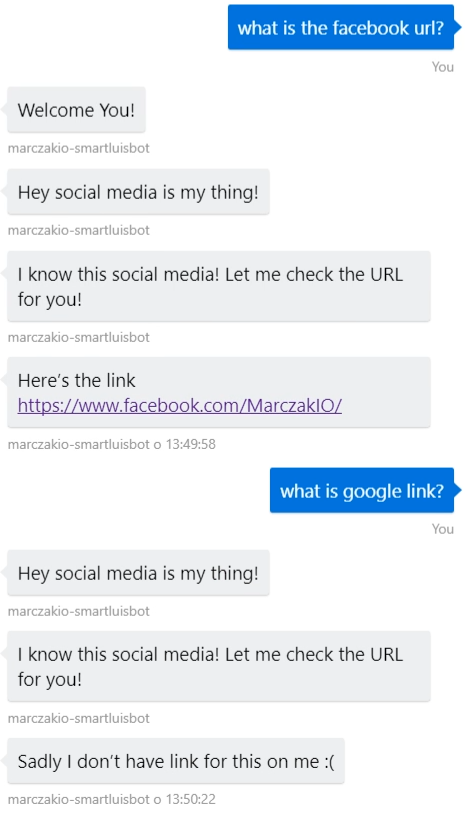 what is the facebook url?
You
Welcome You!
marczakio-smartluisbot
Hey social media is my thing!
marczakio-smartluisbot
I know this social media! Let me check the URL
for you!
marczakio-smartluisbot
Here's the link
https://www.facebook.com/MarczakIO/
marczakio-smartluisbot o 13:49:58
what is google link?
You
Hey social media is my thing!
marczakio-smartluisbot
I know this social media! Let me check the URL
for you!
marczakio-smartluisbot
Sadly I don't have link for this on me :(
marczakio-smartluisbot o 13:50:22